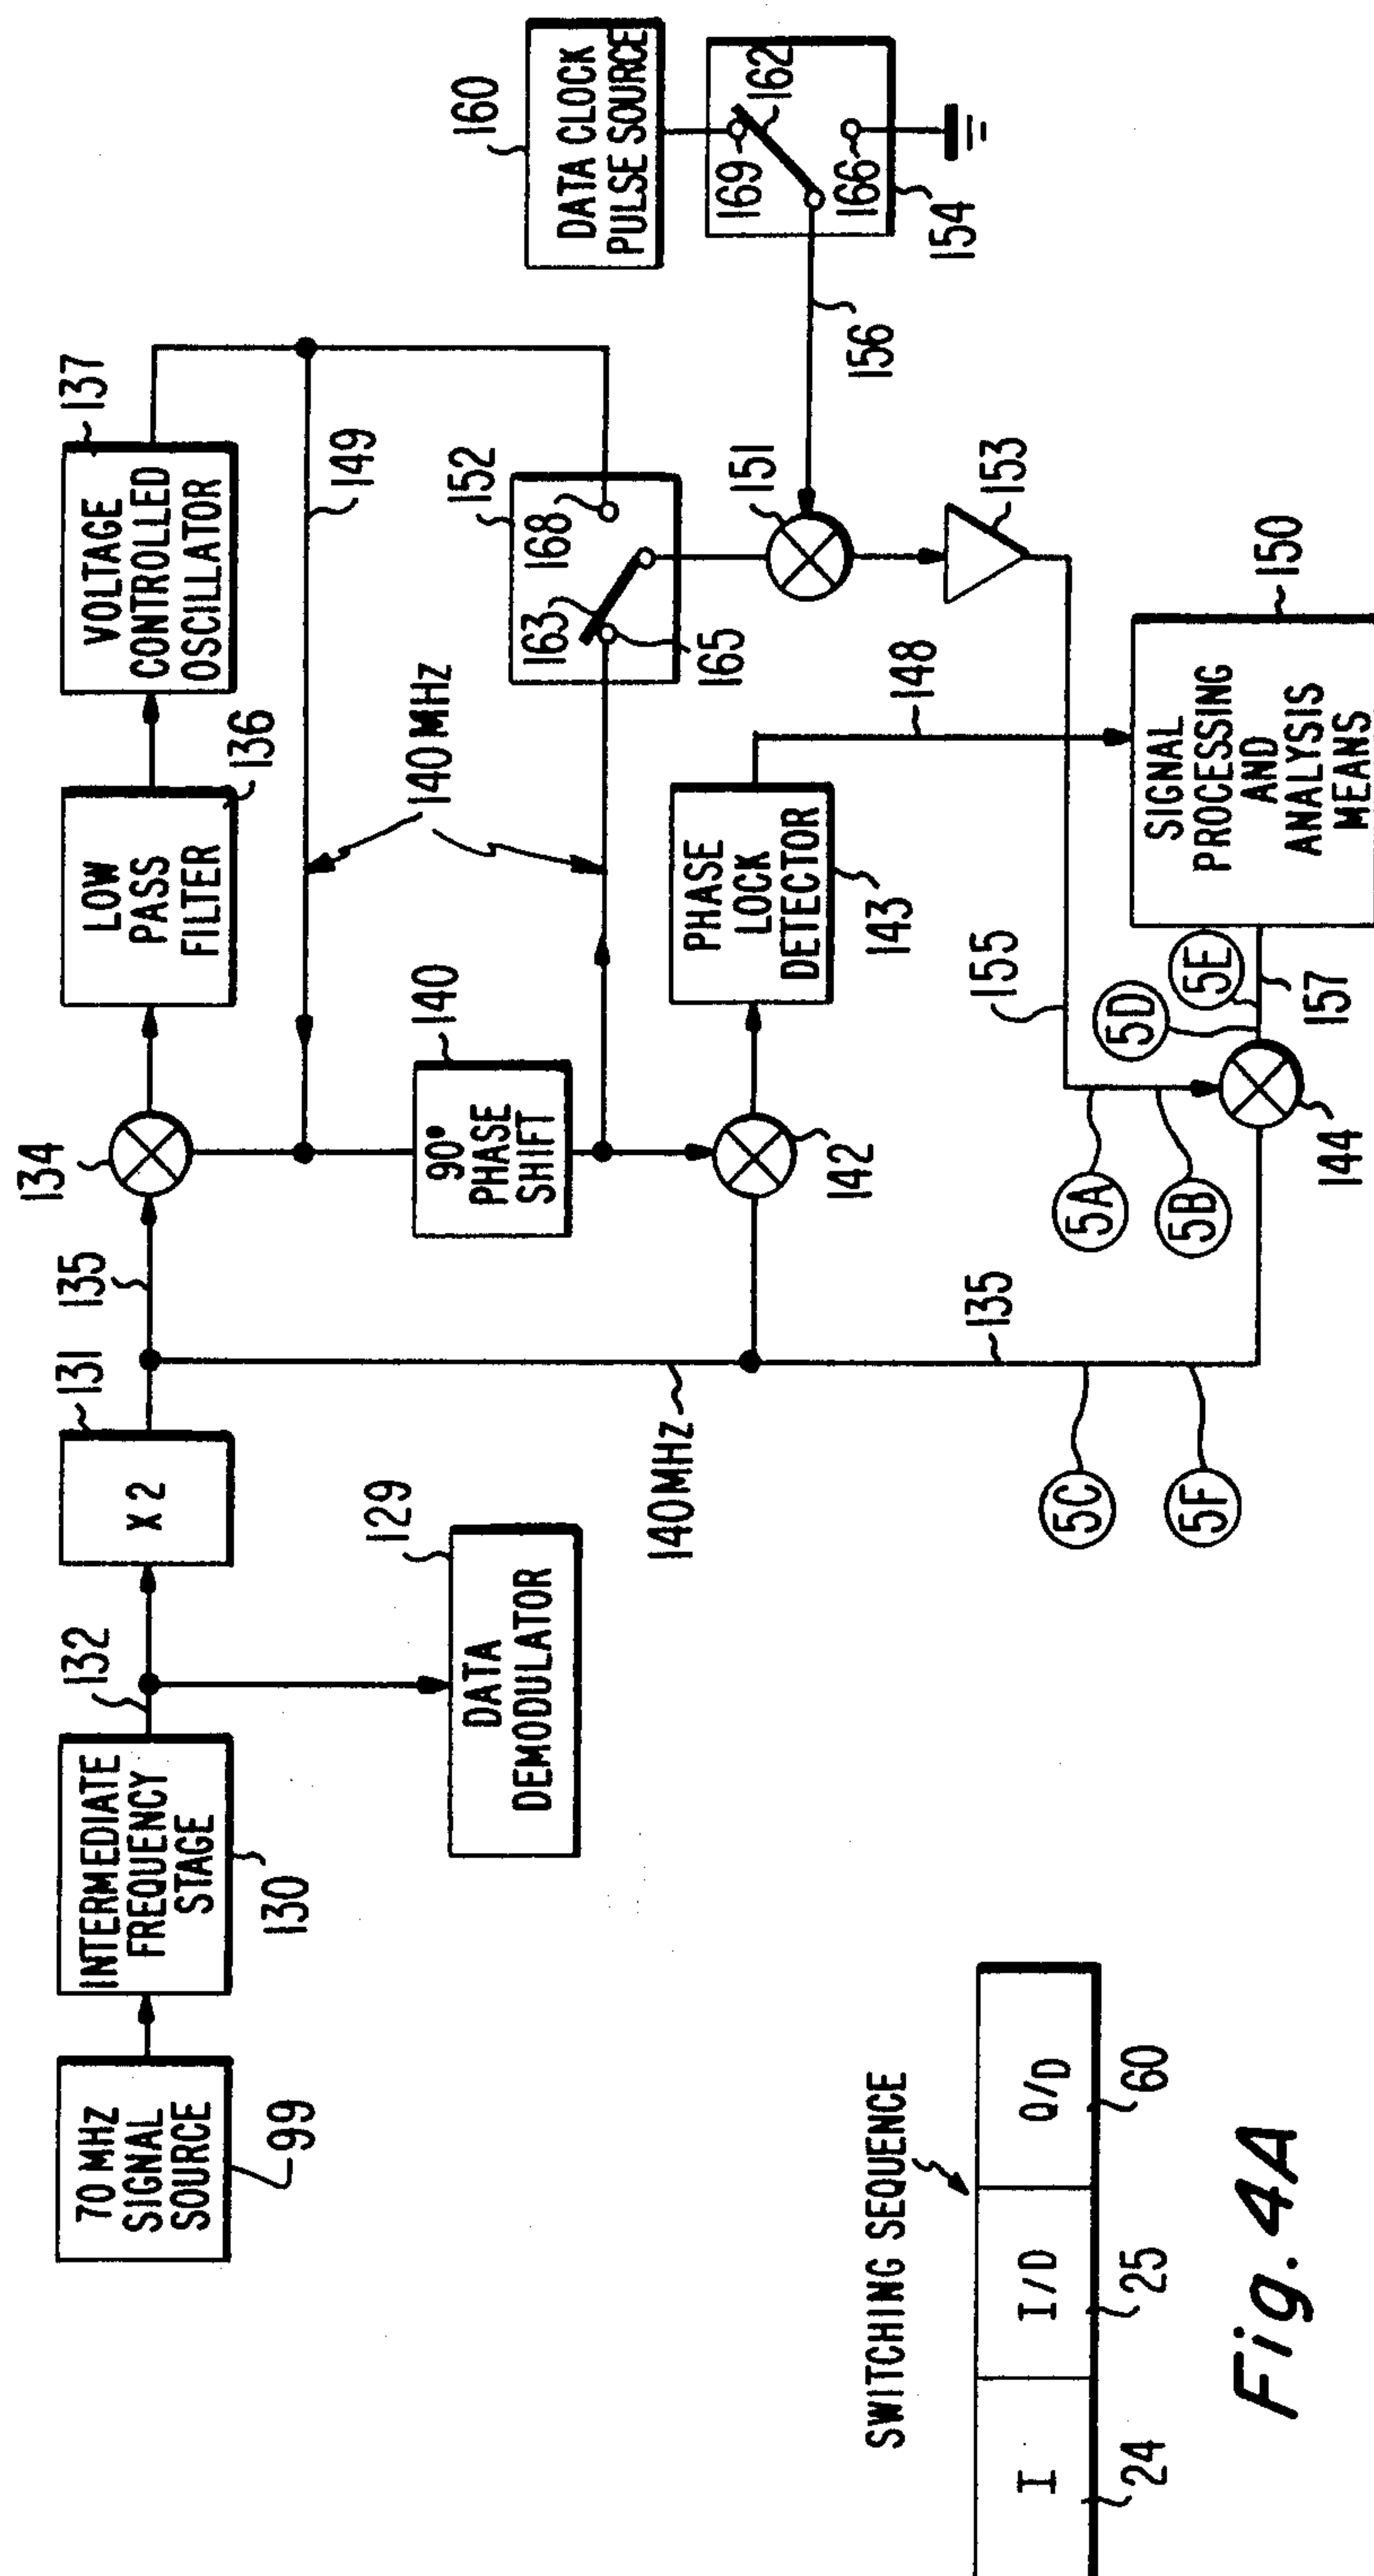 70 MHZ
SIGNAL
SOURCE
99
INTERMEDIATE
FREQUENCY
STAGE
130
132
X 2
131
135
134
LOW
PASS
FILTER
136
VOLTAGE
CONTROLLED
OSCILLATOR
137
DATA
DEMODULATOR
129
149
140 MHz
90°
PHASE
SHIFT
140
152
163
168
165
160
DATA CLOCK
PULSE SOURCE
169
162
166
154
156
151
153
140MHz
142
PHASE
LOCK
DETECTOR
143
148
155
135
5A
5B
5C
5F
5D
5E
144
157
SIGNAL
PROCESSING
AND
ANALYSIS
MEANS
150
SWITCHING SEQUENCE
I
I/D
Q/D
24
25
60
Fig. 4A